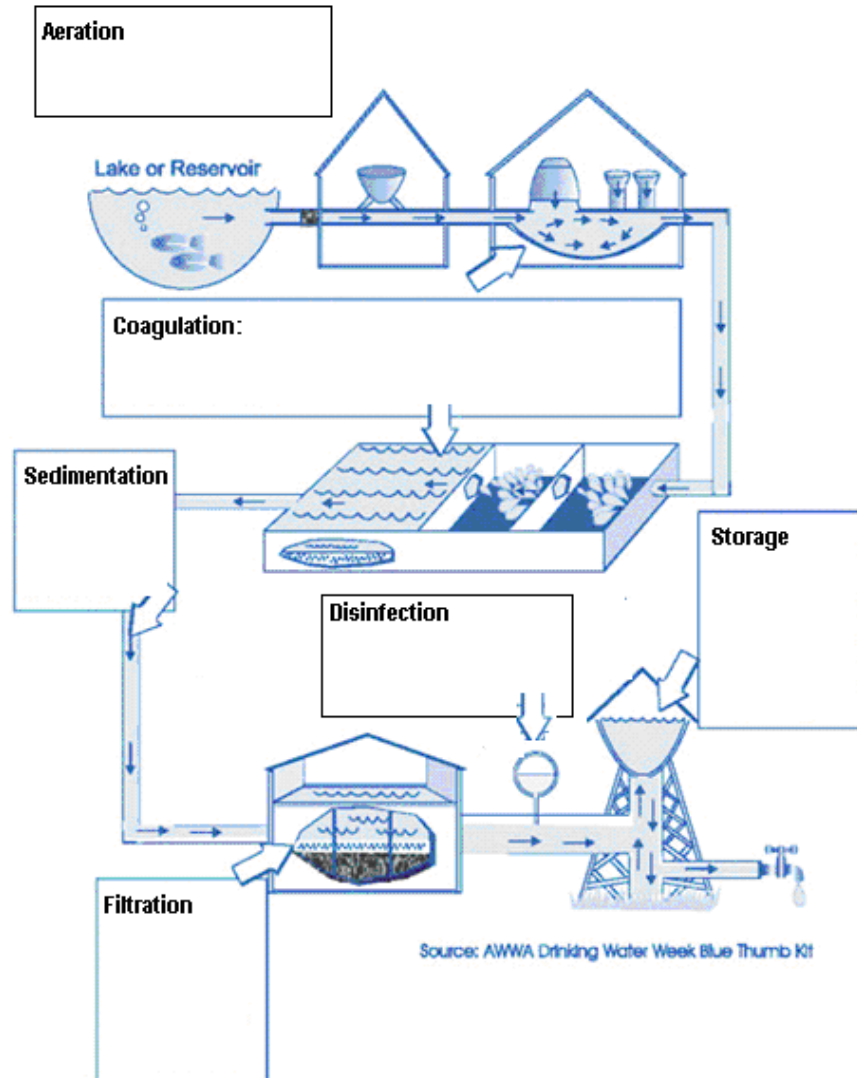 Aeration
Lake or Reservoir
Coagulation:
Sedimentation
Storage
Disinfection
Filtration
Source: AWWA Drinking Water Week Blue Thumb Kit